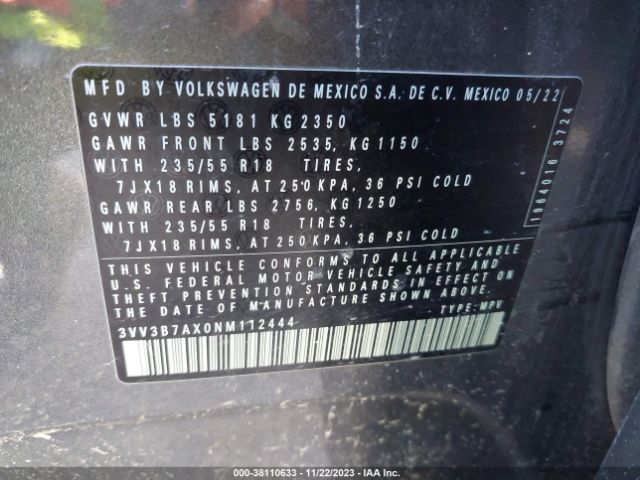 MFD BY VOLKSWAGEN DE MEXICO S.A. DE C.V. MEXICO 05/22
GVWR LBS 5181 KG 2350
GAWR FRONT LBS 2535, KG 1150
WITH 235/55 R18 TIRES,
7JX18 RIMS, AT 250 KPA, 36 PSI COLD
GAWR REAR LBS 2756, KG 1250
WITH 235/55 R18 TIRES,
7JX18 RIMS, AT 250 KPA, 36 PSI COLD
THIS VEHICLE CONFORMS TO ALL APPLICABLE
U.S. FEDERAL MOTOR VEHICLE SAFETY AND
THEFT PREVENTION STANDARDS IN EFFECT ON
THE DATE OF MANUFACTURE SHOWN ABOVE.
3VV3B7AX0NM112444 TYPE: MPV
1964016 3724
000-38110633 - 11/22/2023 - IAA Inc.